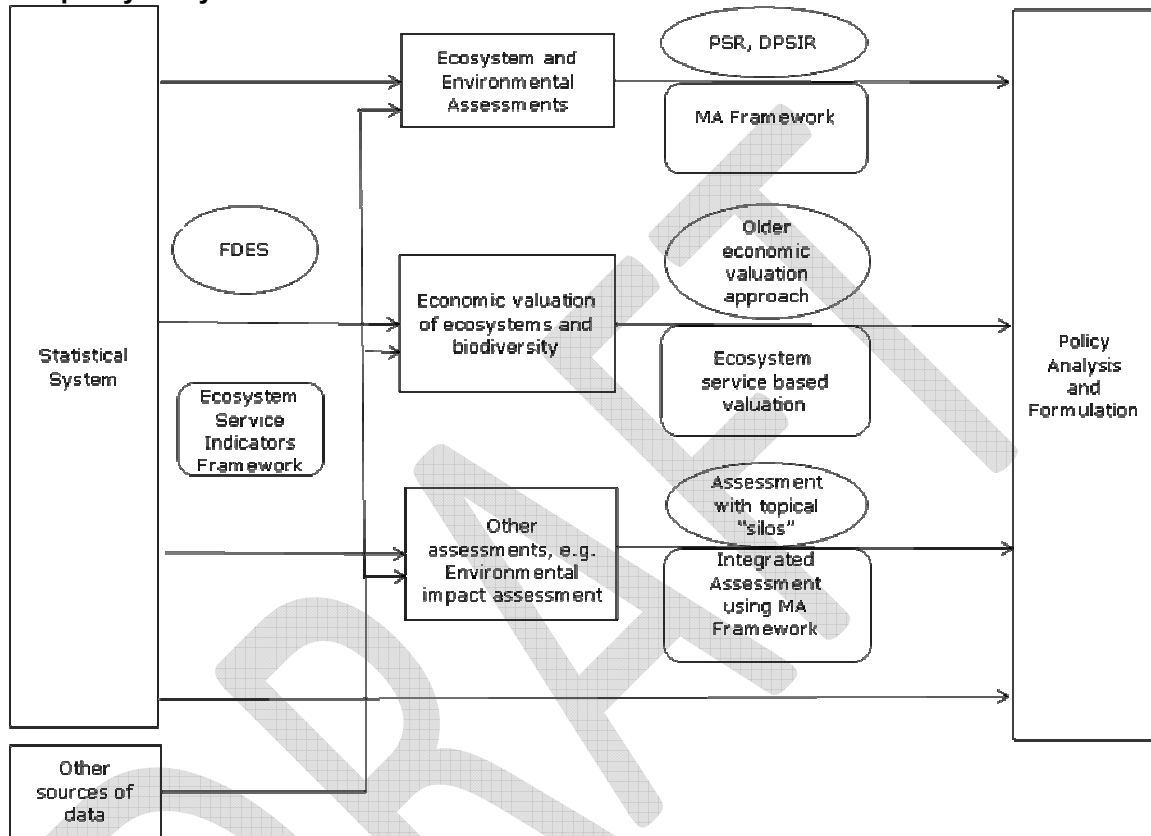 Statistical
System
Other
sources of
data
FDES
Ecosystem
Service
Indicators
Framework
Ecosystem and
Environmental
Assessments
Economic valuation
of ecosystems and
biodiversity
Other
assessments, e.g.
Environmental
impact assessment
PSR, DPSIR
MA Framework
Older
economic
valuation
approach
Ecosystem
service based
valuation
Assessment
with topical
"silos"
Integrated
Assessment
using MA
Framework
Policy
Analysis
and
Formulation
DRAFT